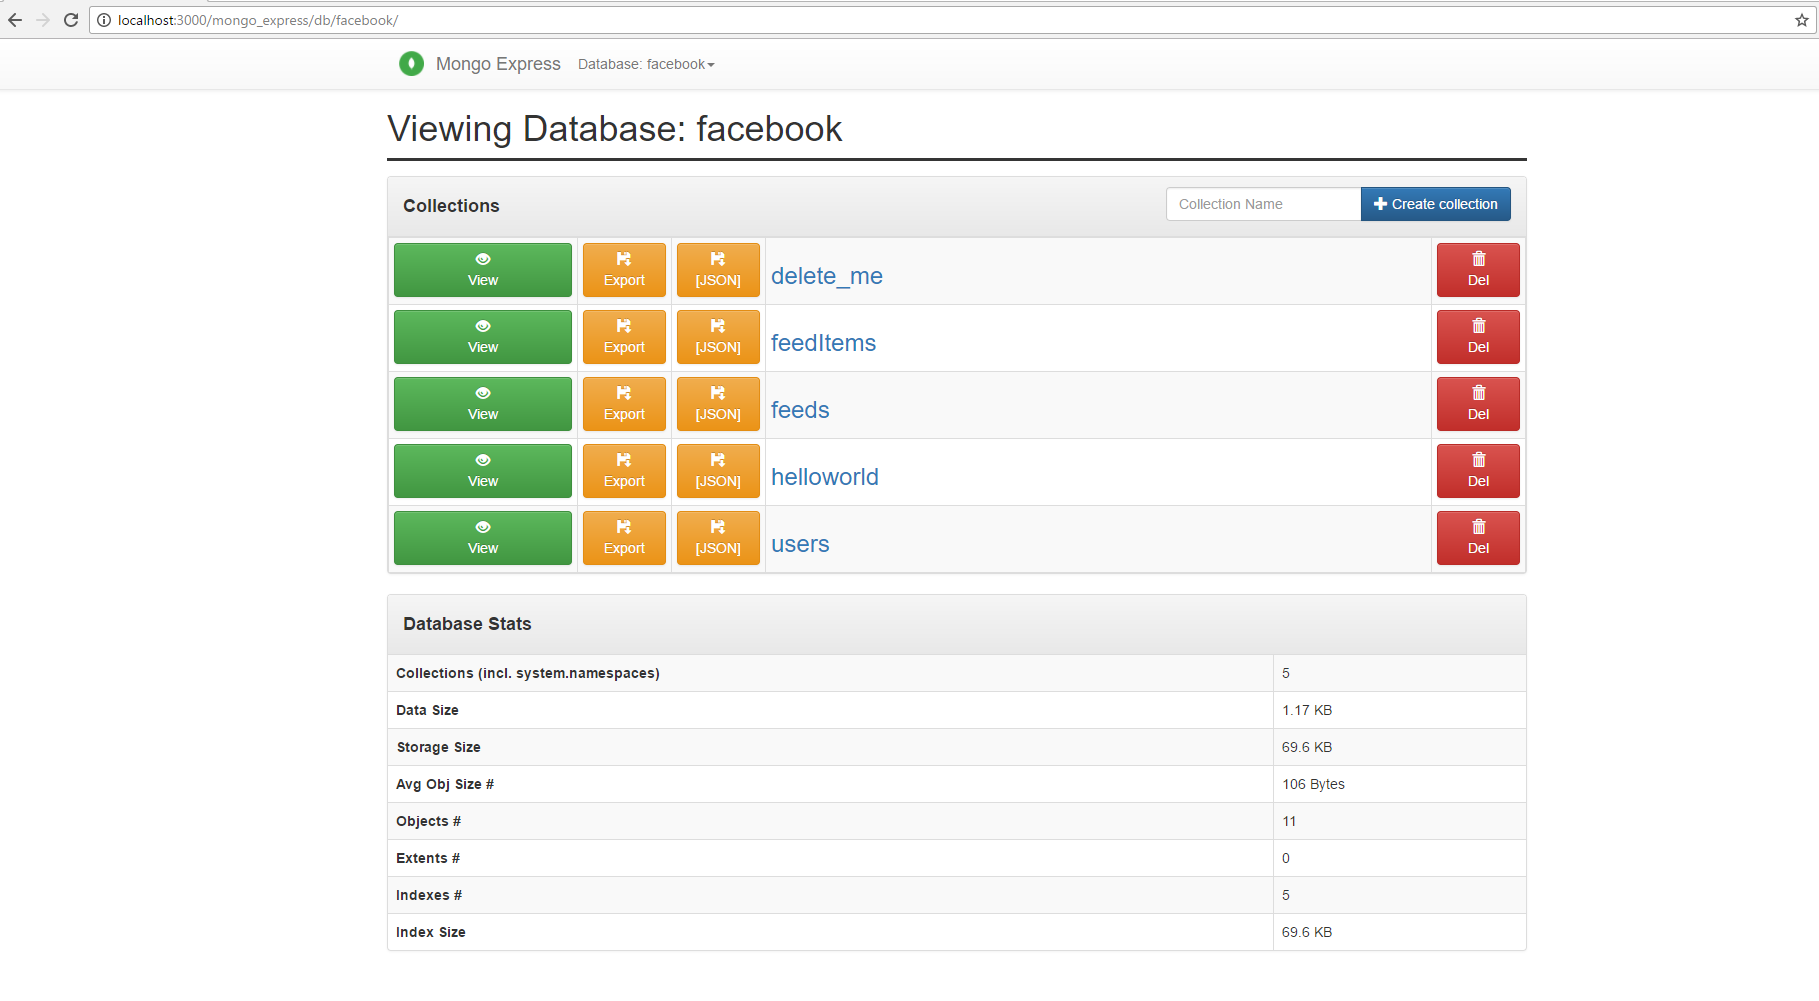 localhost:3000/mongo_express/db/facebook/
Mongo Express Database: facebook
Viewing Database: facebook
Collections Collection Name Create collection
View Export [JSON] delete_me Del
View Export [JSON] feedItems Del
View Export [JSON] feeds Del
View Export [JSON] helloworld Del
View Export [JSON] users Del
Database Stats
Collections (incl. system.namespaces) 5
Data Size 1.17 KB
Storage Size 69.6 KB
Avg Obj Size # 106 Bytes
Objects # 11
Extents # 0
Indexes # 5
Index Size 69.6 KB